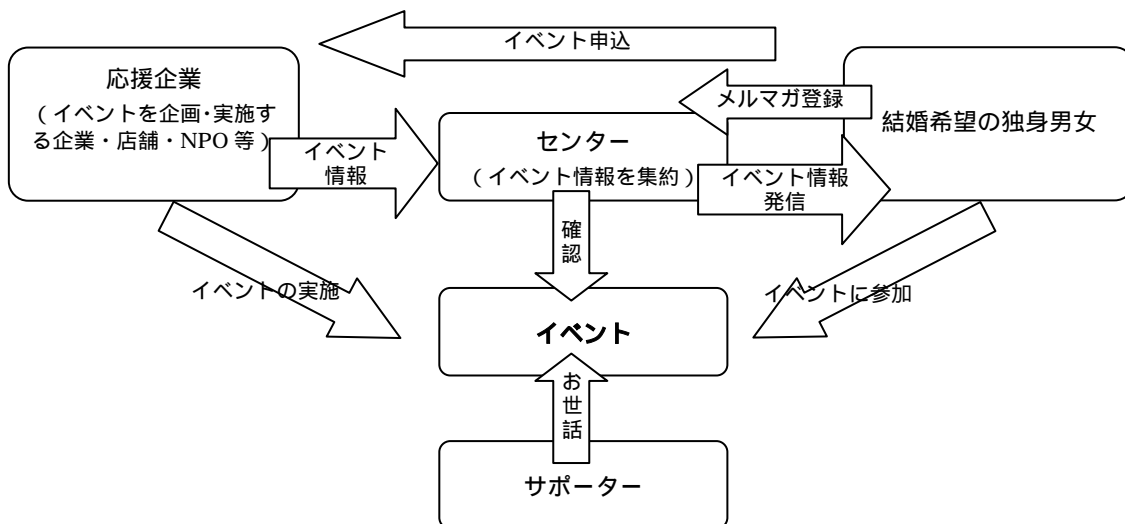 イベント申込
応援企業
（イベントを企画・実施す
る企業・店舗・NPO 等）
メルマガ登録
結婚希望の独身男女
イベント
情報
センター
（イベント情報を集約）
イベント情報
発信
確認
イベントの実施
イベントに参加
イベント
お世話
サポーター